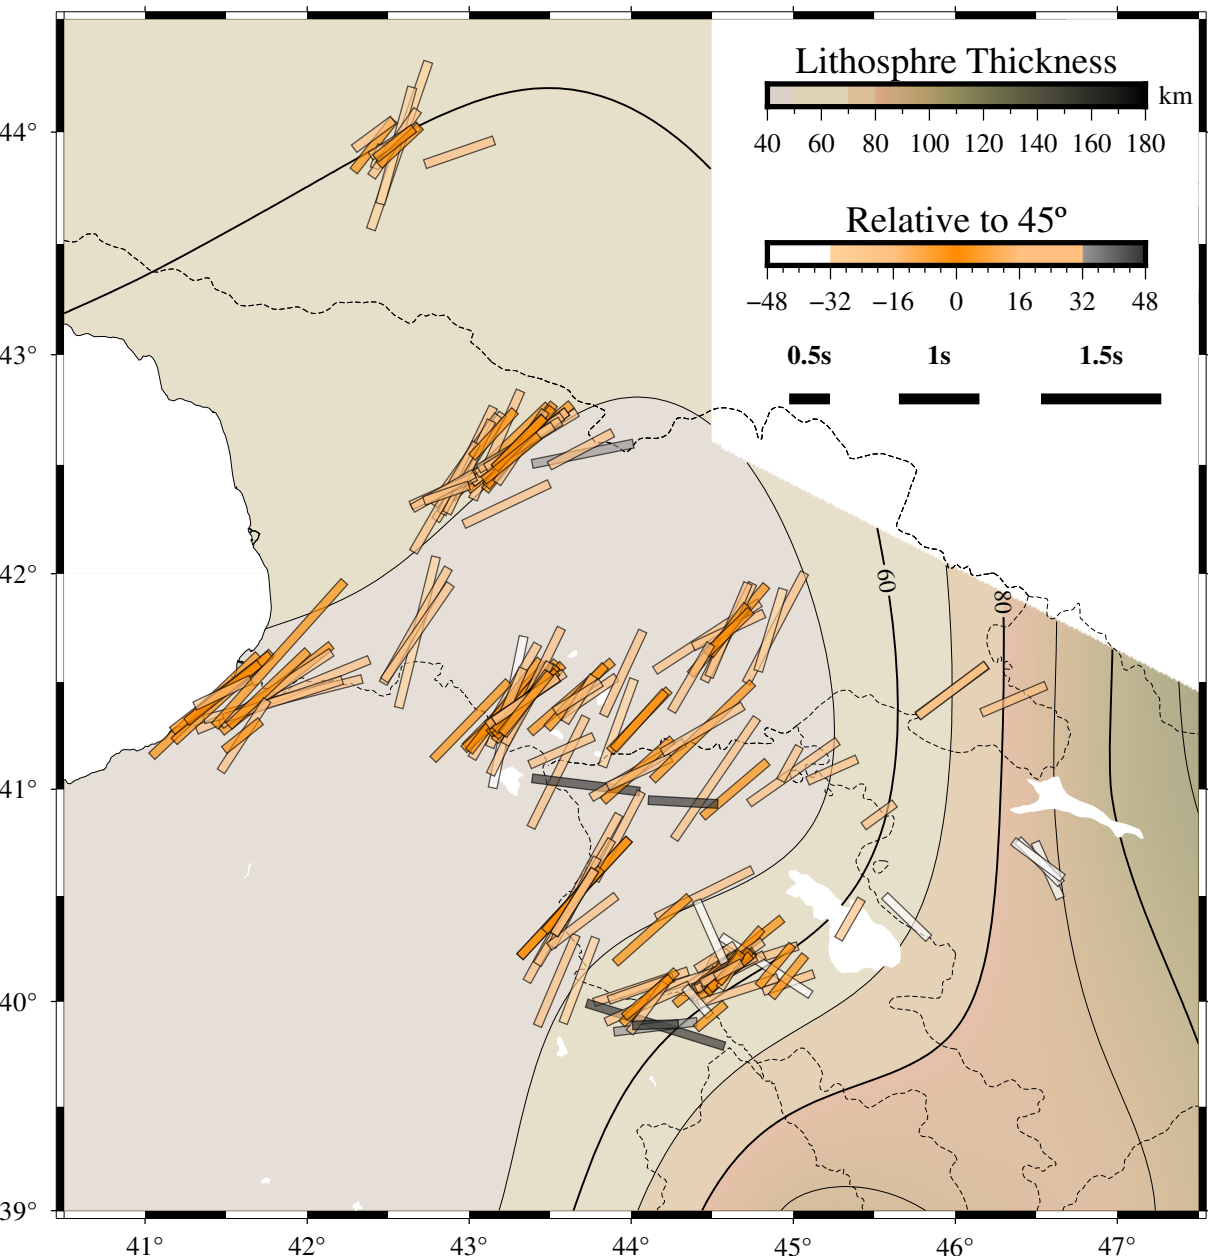 Lithosphre Thickness
km
40 60 80 100 120 140 160 180
Relative to 45º
−48 −32 −16 0 16 32 48
0.5s 1s 1.5s
44°
43°
42°
41°
40°
39°
60
80
41° 42° 43° 44° 45° 46° 47°